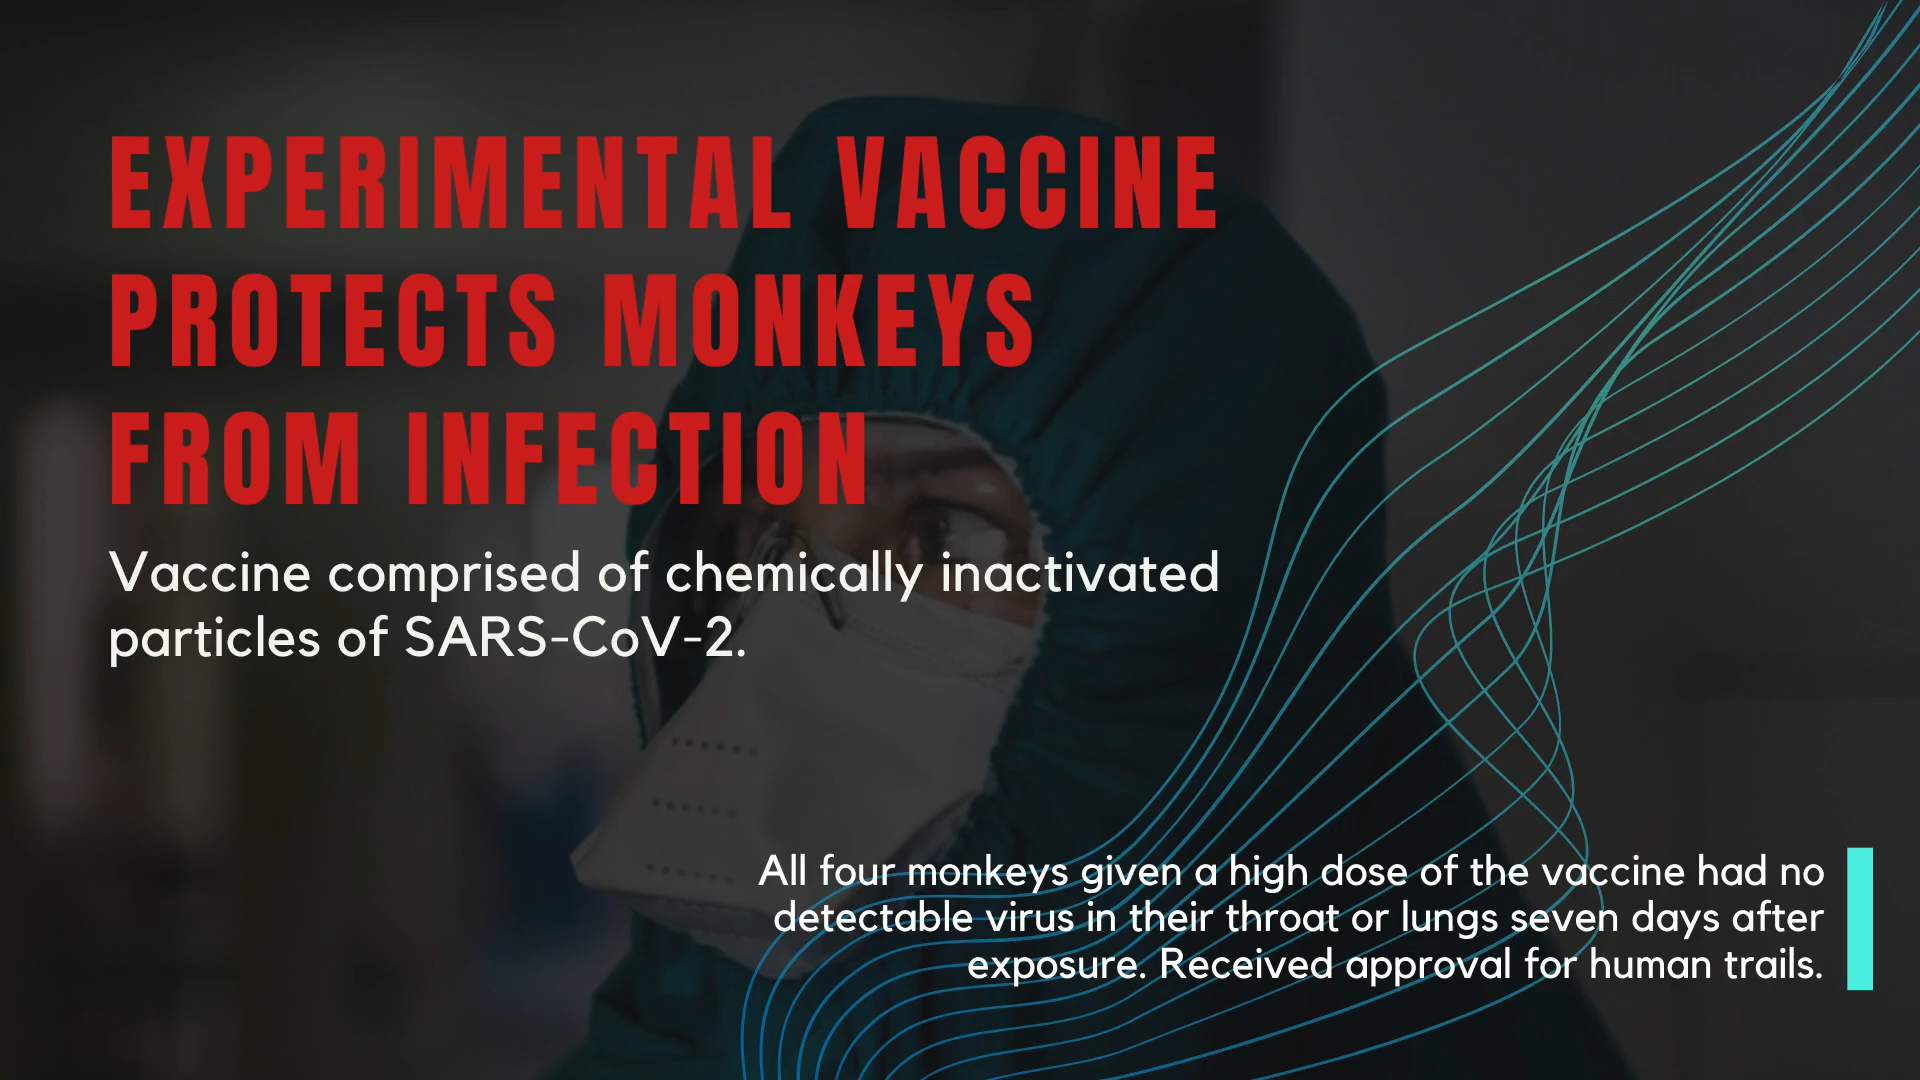 EXPERIMENTAL VACCINE
PROTECTS MONKEYS
FROM INFECTION
Vaccine comprised of chemically inactivated
particles of SARS-CoV-2.
All four monkeys given a high dose of the vaccine had no
detectable virus in their throat or lungs seven days after
exposure. Received approval for human trails.